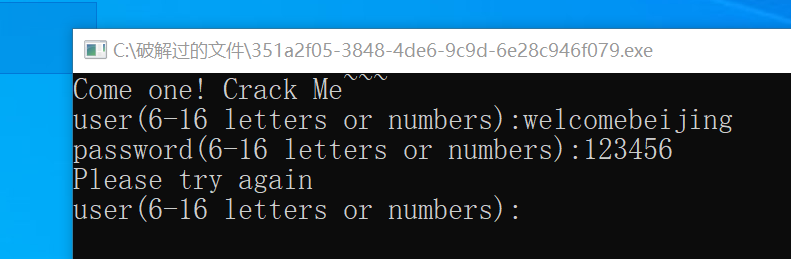 C:\破解过的文件\351a2f05-3848-4de6-9c9d-6e28c946f079.exe
Come one! Crack Me~~~
user(6-16 letters or numbers):welcomebeijing
password(6-16 letters or numbers):123456
Please try again
user(6-16 letters or numbers):